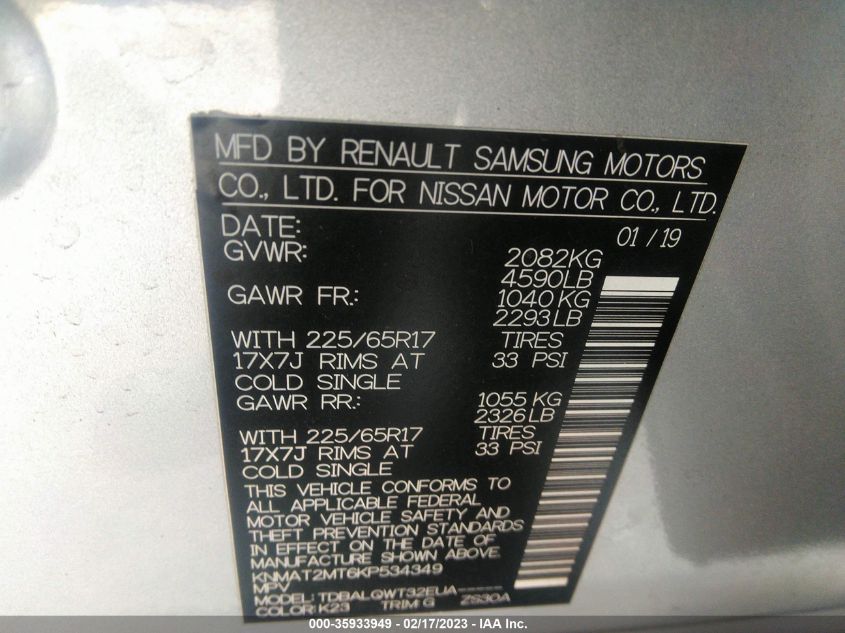 MFD BY RENAULT SAMSUNG MOTORS
CO., LTD. FOR NISSAN MOTOR CO., LTD.
DATE: 01 / 19
GVWR: 2082KG
4590LB
GAWR FR.: 1040 KG
2293LB
WITH 225/65R17 TIRES
17X7J RIMS AT 33 PSI
COLD SINGLE
GAWR RR.: 1055 KG
2326LB
WITH 225/65R17 TIRES
17X7J RIMS AT 33 PSI
COLD SINGLE
THIS VEHICLE CONFORMS TO
ALL APPLICABLE FEDERAL
MOTOR VEHICLE SAFETY AND
THEFT PREVENTION STANDARDS
IN EFFECT ON THE DATE OF
MANUFACTURE SHOWN ABOVE.
KNMAT2MT6KP534349
MPV
MODEL: TDBALQWT32EUA-----
COLOR: K23 TRIM G ZS30A
000-35933949 - 02/17/2023 - IAA Inc.